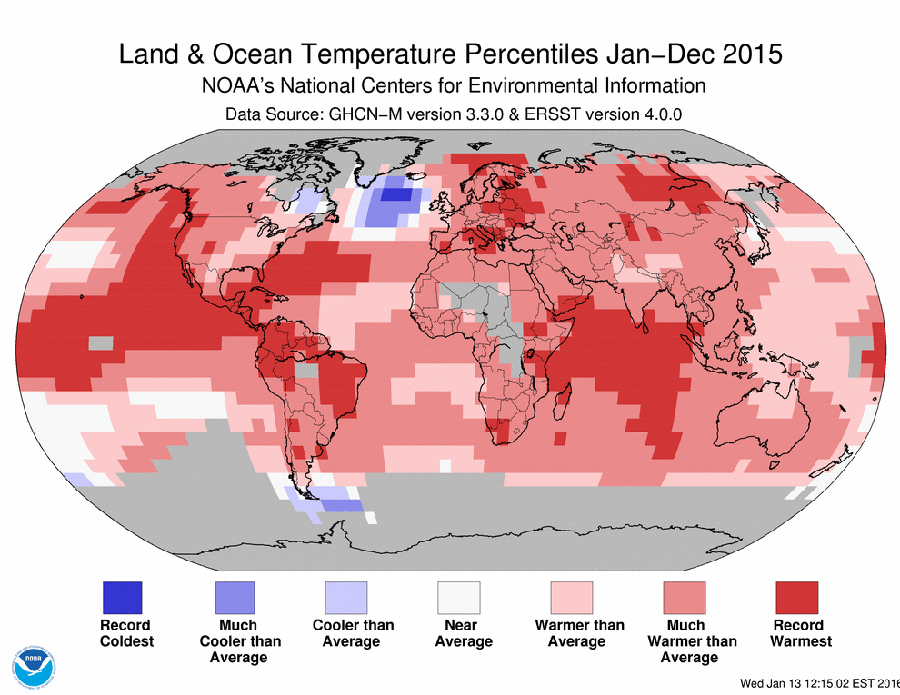 Land & Ocean Temperature Percentiles Jan–Dec 2015
NOAA's National Centers for Environmental Information
Data Source: GHCN–M version 3.3.0 & ERSST version 4.0.0
Record Coldest
Much Cooler than Average
Cooler than Average
Near Average
Warmer than Average
Much Warmer than Average
Record Warmest
noaa
Wed Jan 13 12:15:02 EST 2016